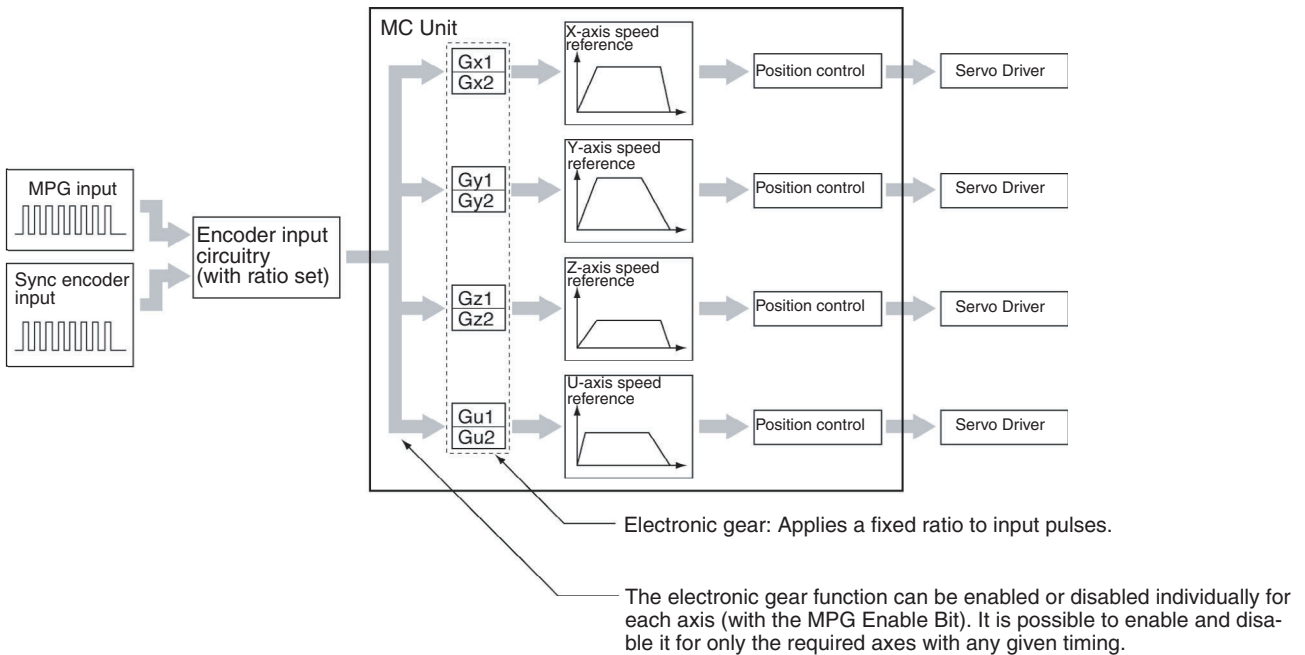 MC Unit
MPG input
Sync encoder
input
Encoder input
circuitry
(with ratio set)
Gx1
Gx2
X-axis speed
reference
Position control
Servo Driver
Gy1
Gy2
Y-axis speed
reference
Position control
Servo Driver
Gz1
Gz2
Z-axis speed
reference
Position control
Servo Driver
Gu1
Gu2
U-axis speed
reference
Position control
Servo Driver
Electronic gear: Applies a fixed ratio to input pulses.
The electronic gear function can be enabled or disabled individually for
each axis (with the MPG Enable Bit). It is possible to enable and disa-
ble it for only the required axes with any given timing.